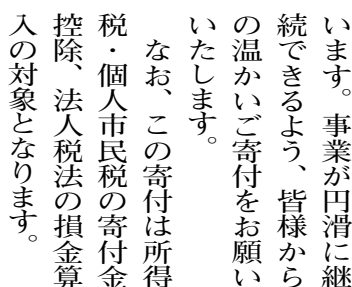 います。事業が円滑に継
続できるよう、皆様から
の温かいご寄付をお願い
いたします。
なお、この寄付は所得
税・個人市民税の寄付金
控除、法人税法の損金算
入の対象となります。